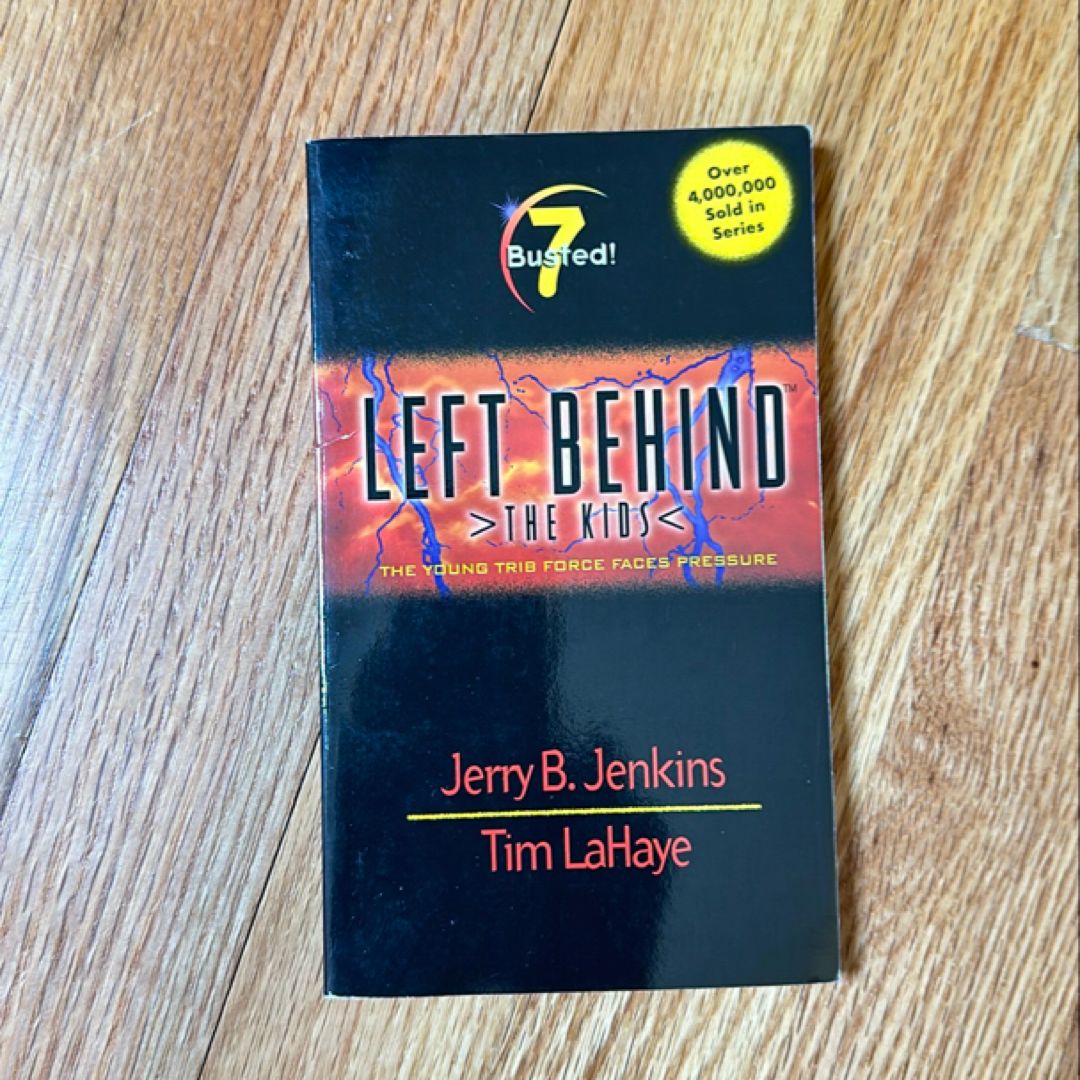 7
Busted!
Over
4,000,000
Sold in
Series
LEFT BEHIND™
>THE KIDS<
THE YOUNG TRIB FORCE FACES PRESSURE
Jerry B. Jenkins
Tim LaHaye